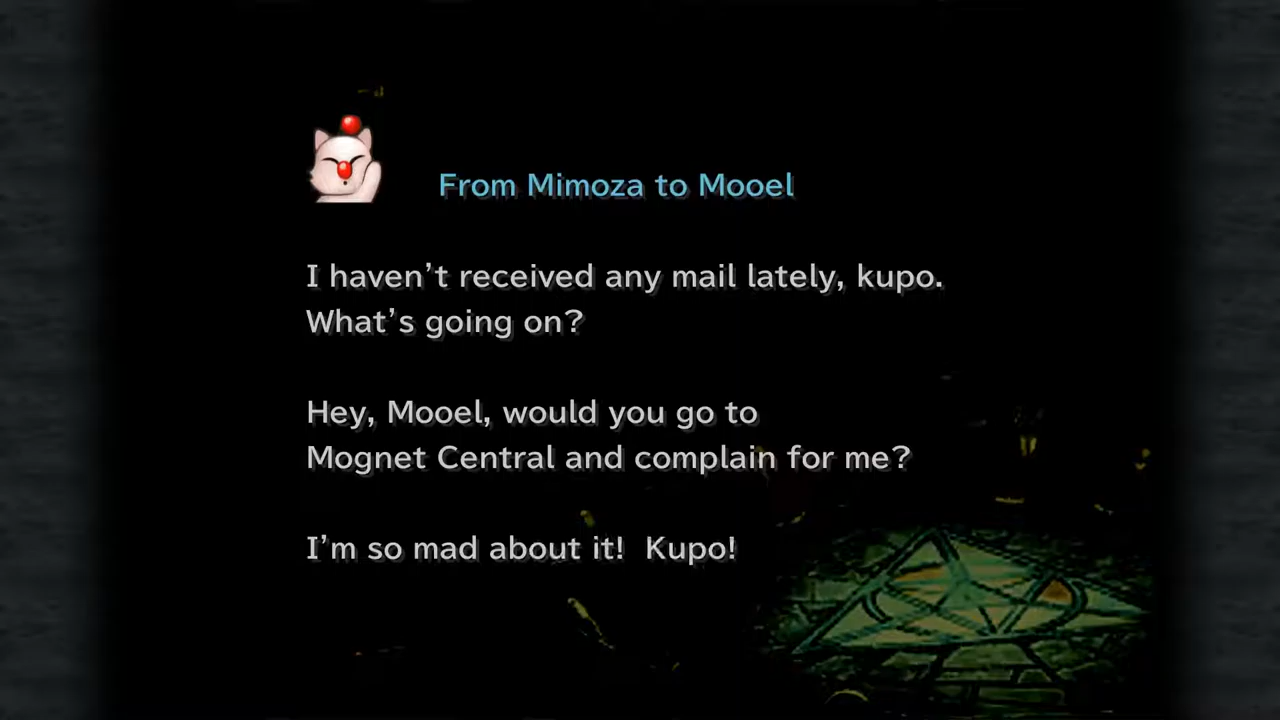 From Mimoza to Mooel
I haven't received any mail lately, kupo.
What's going on?
Hey, Mooel, would you go to
Mognet Central and complain for me?
I'm so mad about it!  Kupo!